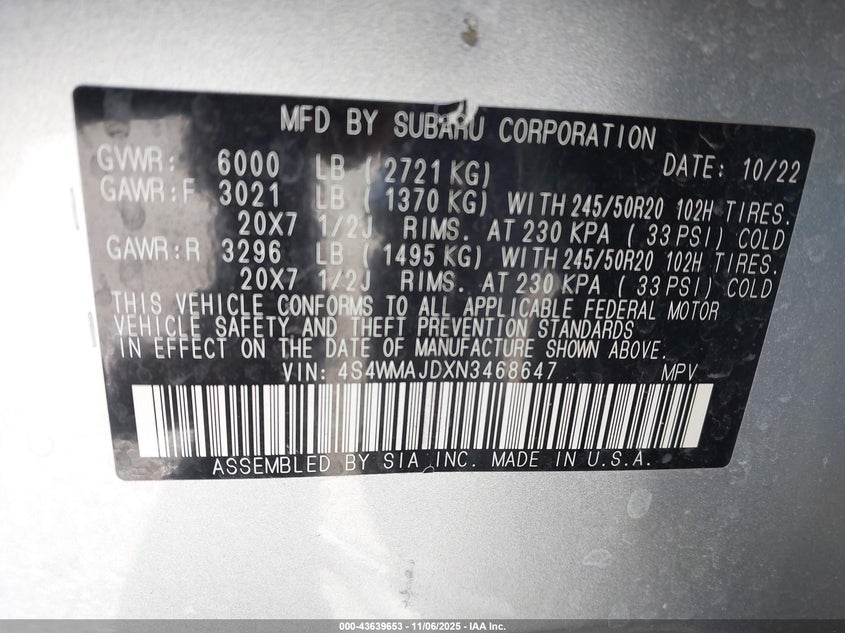 MFD BY SUBARU CORPORATION
GVWR: 6000 LB ( 2721 KG) DATE: 10/22
GAWR:F 3021 LB ( 1370 KG) WITH 245/50R20 102H TIRES.
20X7 1/2J RIMS. AT 230 KPA ( 33 PSI) COLD
GAWR:R 3296 LB ( 1495 KG) WITH 245/50R20 102H TIRES.
20X7 1/2J RIMS. AT 230 KPA ( 33 PSI) COLD
THIS VEHICLE CONFORMS TO ALL APPLICABLE FEDERAL MOTOR
VEHICLE SAFETY AND THEFT PREVENTION STANDARDS
IN EFFECT ON THE DATE OF MANUFACTURE SHOWN ABOVE.
VIN: 4S4WMAJDXN3468647 MPV
ASSEMBLED BY SIA INC. MADE IN U.S.A.
000-43639653 - 11/06/2025 - IAA Inc.